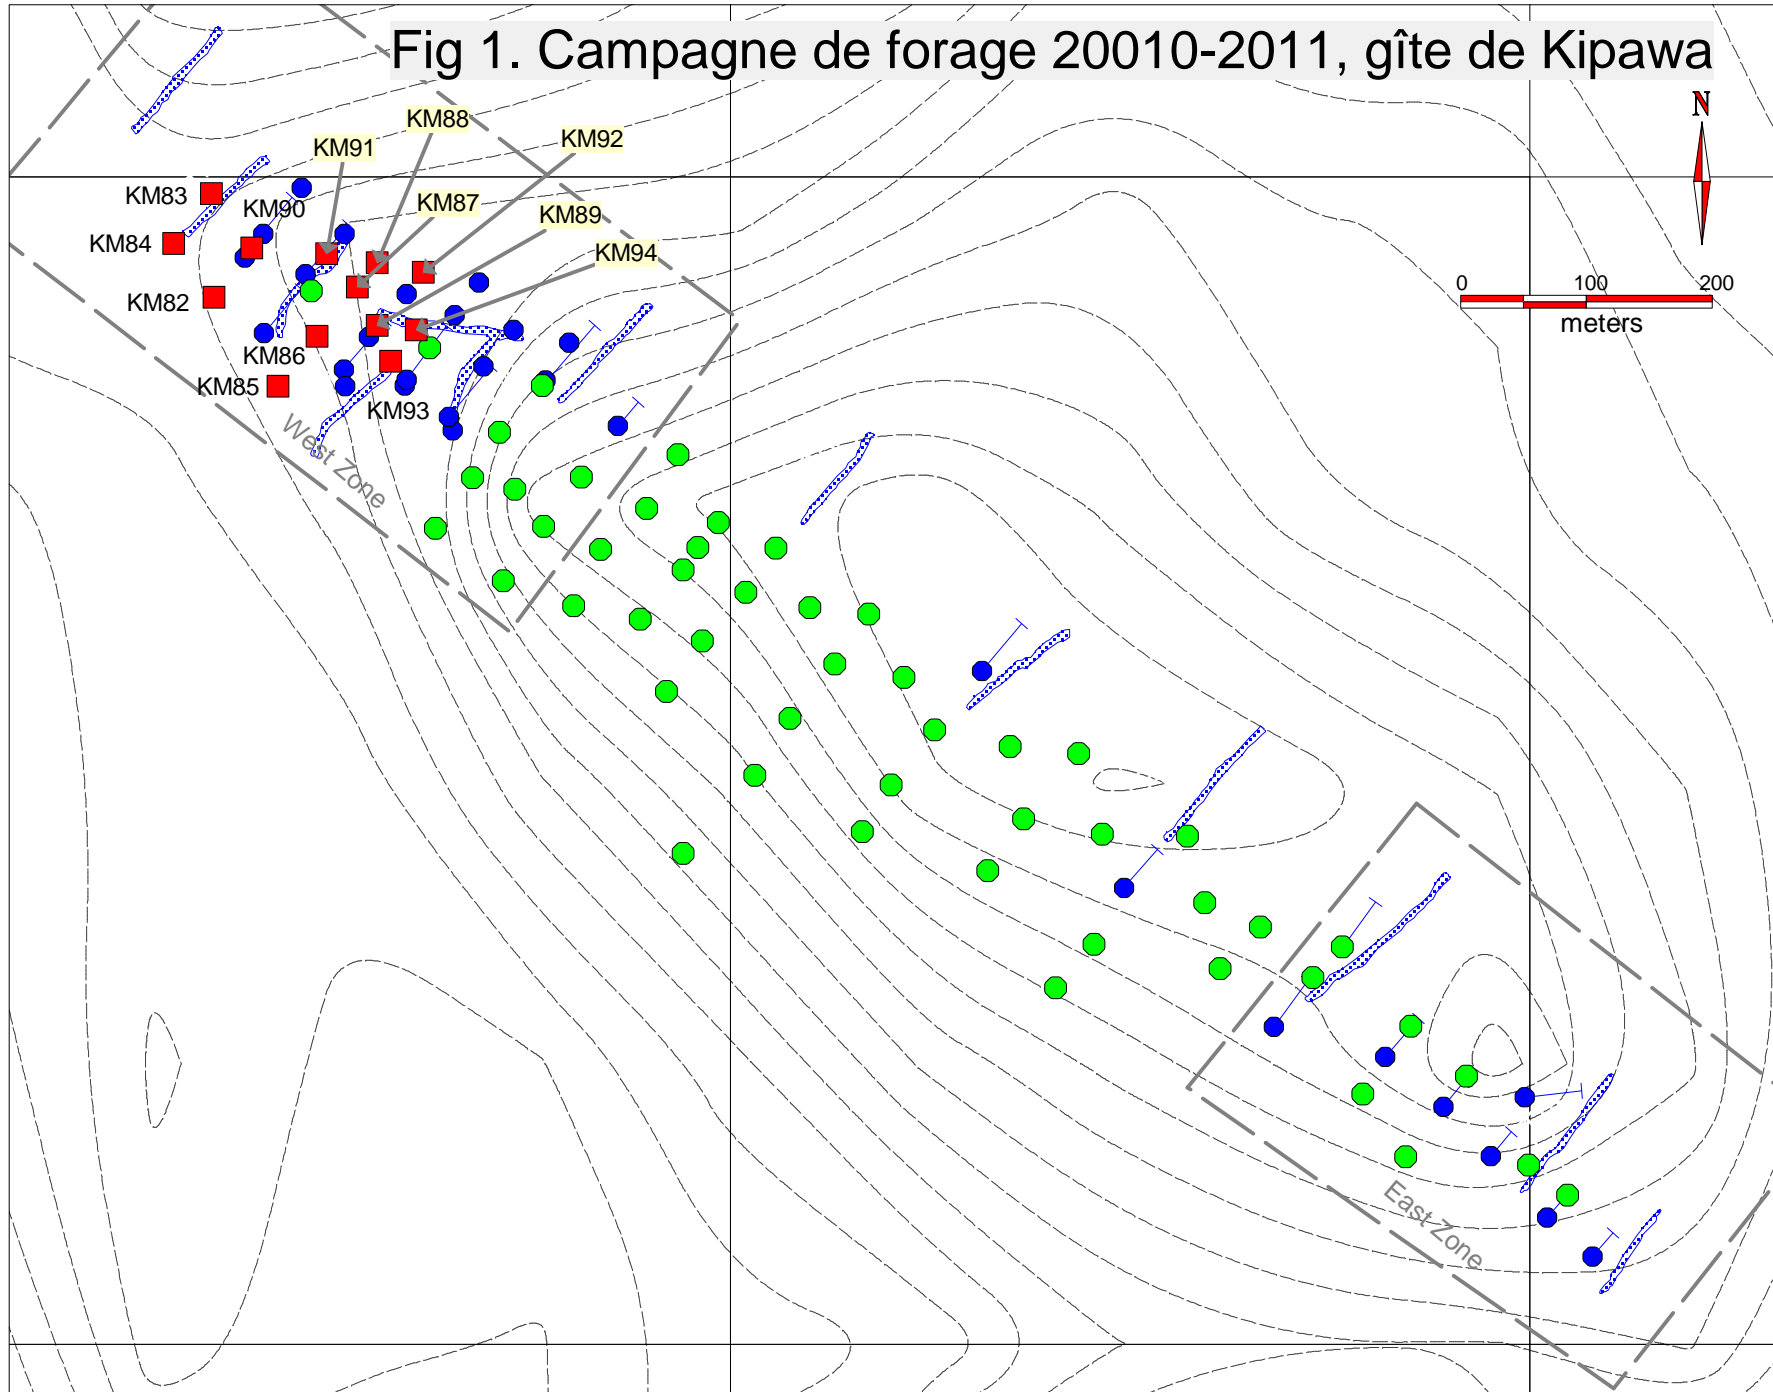 Fig 1. Campagne de forage 20010-2011, gîte de Kipawa
N
KM88
KM92
KM91
KM83
KM90
KM87
KM89
KM84
KM94
KM82
0 100 200
meters
KM86
KM85
KM93
West Zone
East Zone